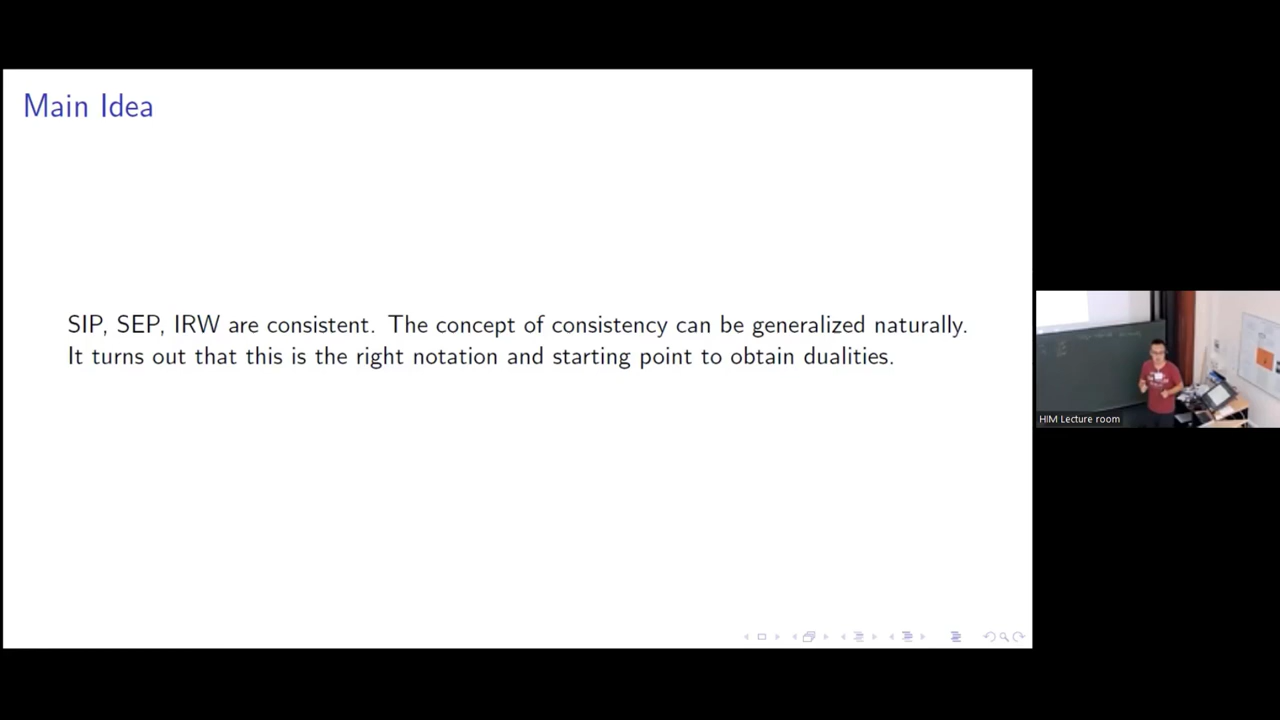 Main Idea
SIP, SEP, IRW are consistent. The concept of consistency can be generalized naturally.
It turns out that this is the right notation and starting point to obtain dualities.
HIM Lecture room